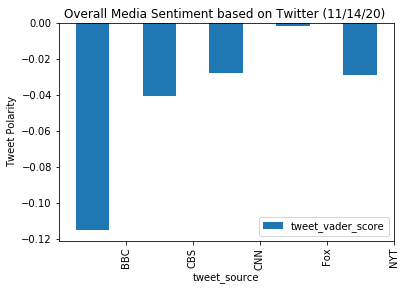 Overall Media Sentiment based on Twitter (11/14/20)
0.00
−0.02
−0.04
−0.06
−0.08
−0.10
−0.12
Tweet Polarity
tweet_vader_score
BBC
CBS
CNN
Fox
NYT
tweet_source